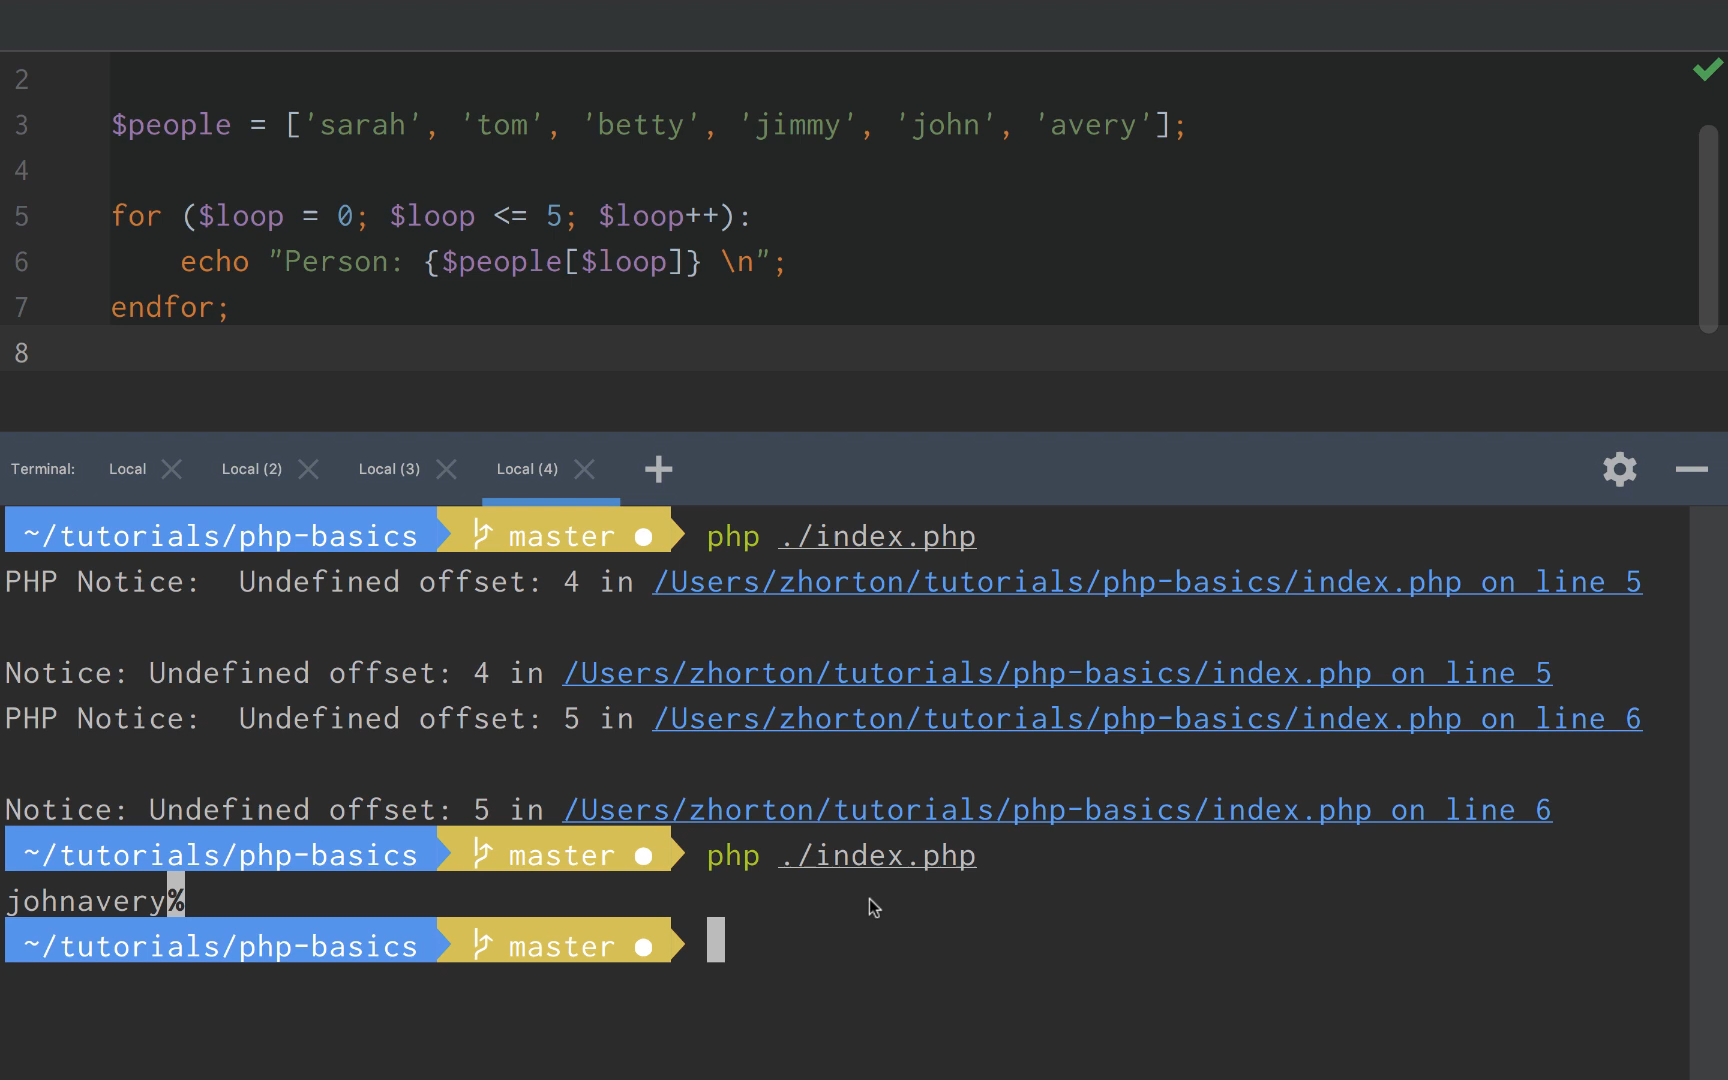 2
3 $people = ['sarah', 'tom', 'betty', 'jimmy', 'john', 'avery'];
4
5 for ($loop = 0; $loop <= 5; $loop++):
6     echo "Person: {$people[$loop]} \n";
7 endfor;
8
Terminal: Local Local (2) Local (3) Local (4)
~/tutorials/php-basics master ● php ./index.php
PHP Notice:  Undefined offset: 4 in /Users/zhorton/tutorials/php-basics/index.php on line 5
Notice: Undefined offset: 4 in /Users/zhorton/tutorials/php-basics/index.php on line 5
PHP Notice:  Undefined offset: 5 in /Users/zhorton/tutorials/php-basics/index.php on line 6
Notice: Undefined offset: 5 in /Users/zhorton/tutorials/php-basics/index.php on line 6
~/tutorials/php-basics master ● php ./index.php
johnavery%
~/tutorials/php-basics master ●